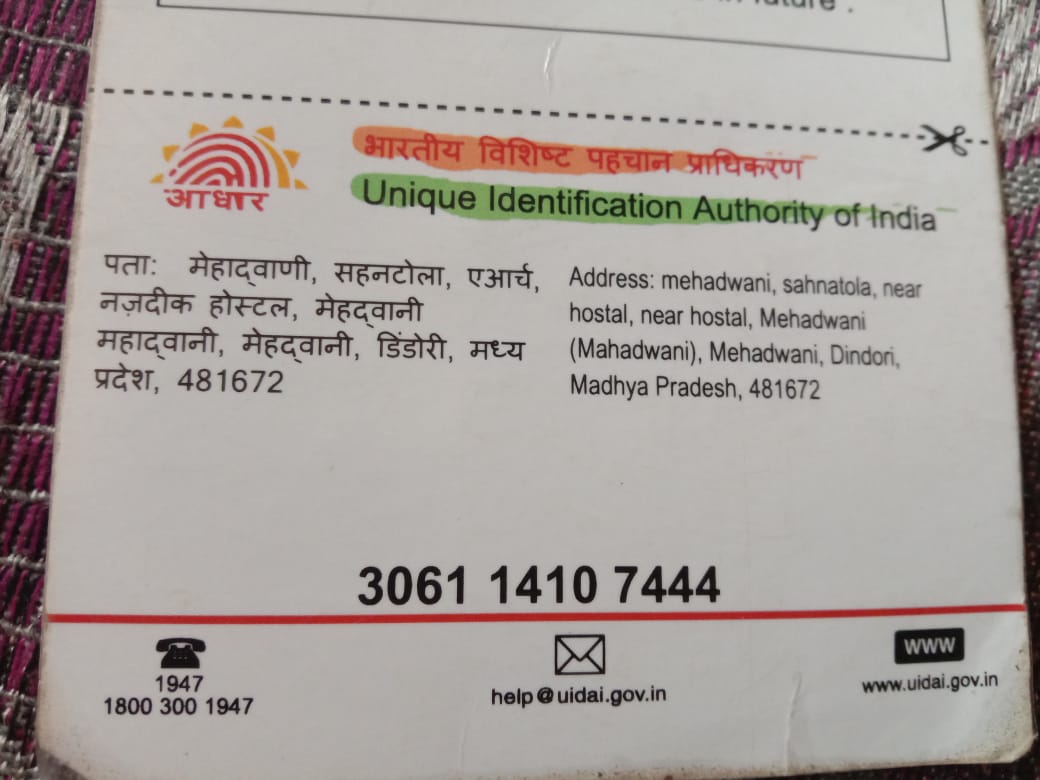 future .
भारतीय विशिष्ट पहचान प्राधिकरण
Unique Identification Authority of India
आधार
पता: मेहाद्वाणी, सहनटोला, एआर्च,
नज़दीक होस्टल, मेहद्वानी
महाद्वानी, मेहद्वानी, डिंडोरी, मध्य
प्रदेश, 481672
Address: mehadwani, sahnatola, near
hostal, near hostal, Mehadwani
(Mahadwani), Mehadwani, Dindori,
Madhya Pradesh, 481672
3061 1410 7444
1947
1800 300 1947
help@uidai.gov.in
www
www.uidai.gov.in